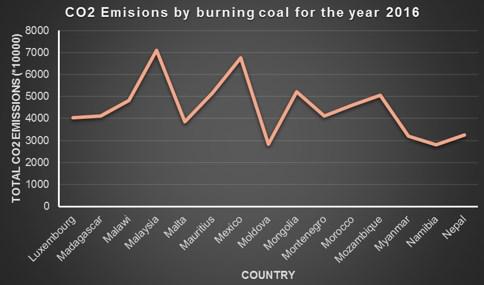 CO2 Emisions by burning coal for the year 2016
TOTAL CO2 EMISSIONS (*10000)
8000
7000
6000
5000
4000
3000
2000
1000
0
Luxembourg
Madagascar
Malawi
Malaysia
Malta
Mauritius
Mexico
Moldova
Mongolia
Montenegro
Morocco
Mozambique
Myanmar
Namibia
Nepal
COUNTRY